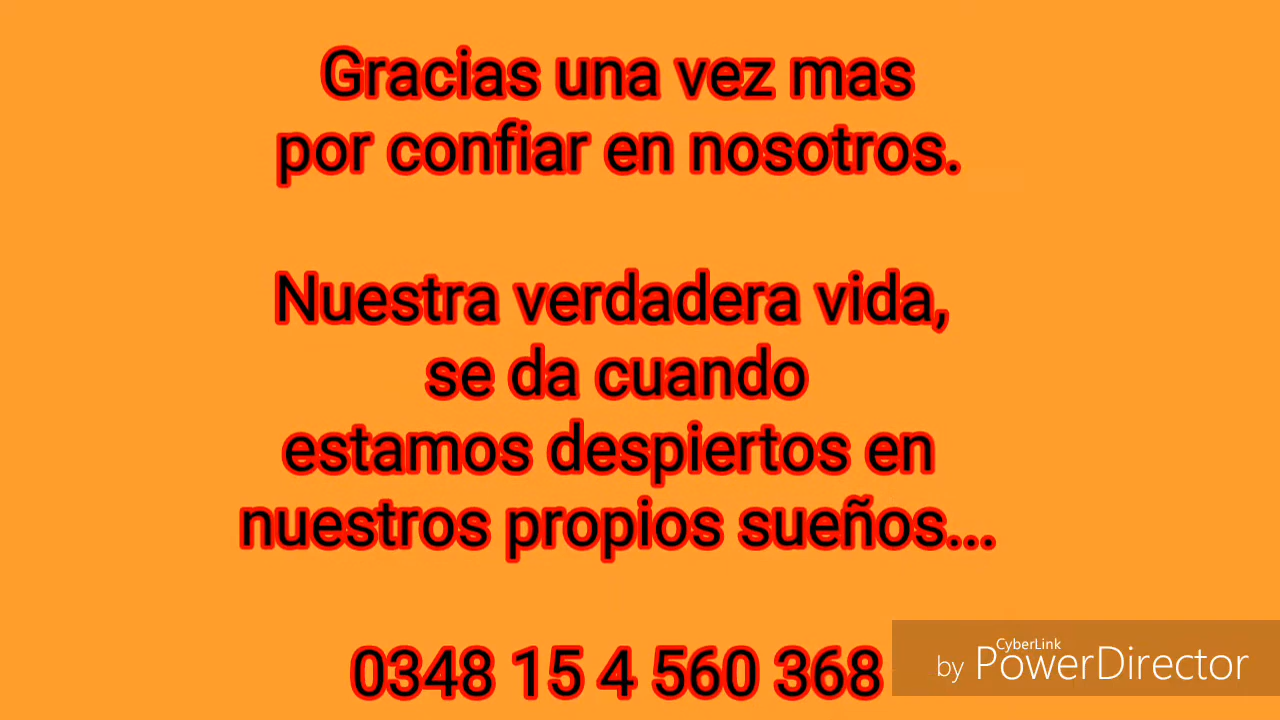 Gracias una vez mas
por confiar en nosotros.
Nuestra verdadera vida,
se da cuando
estamos despiertos en
nuestros propios sueños...
0348 15 4 560 368
CyberLink
by PowerDirector